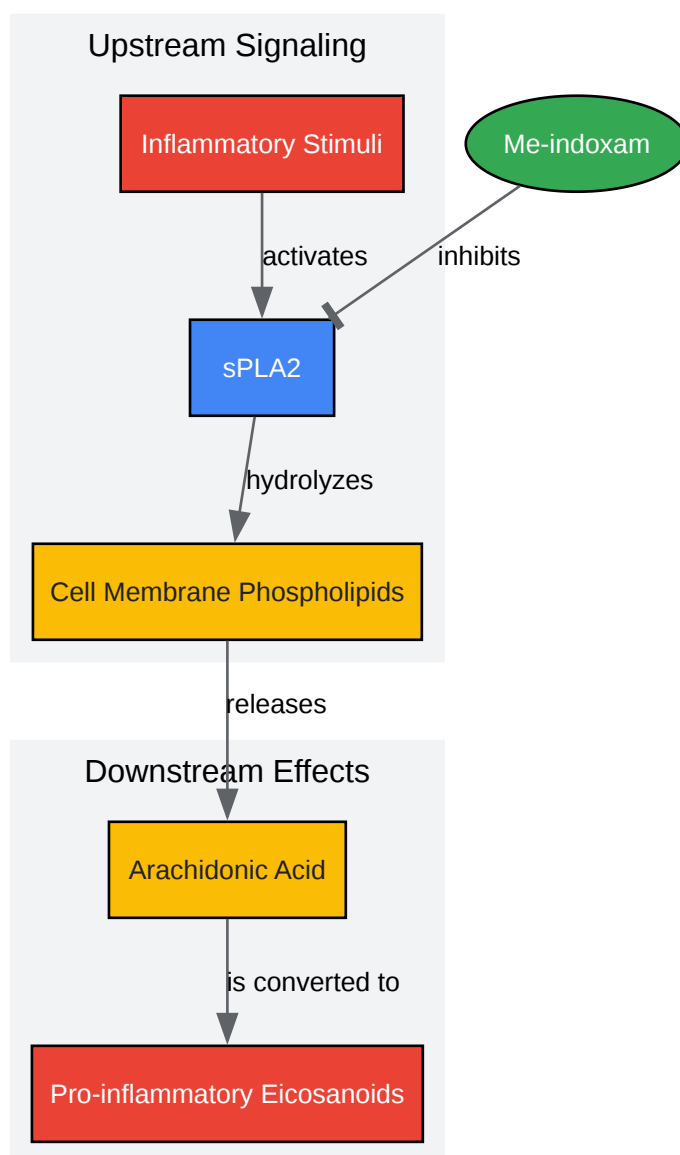 Upstream Signaling
Inflammatory Stimuli
Me-indoxam
activates
inhibits
sPLA2
hydrolyzes
Cell Membrane Phospholipids
releases
Downstream Effects
Arachidonic Acid
is converted to
Pro-inflammatory Eicosanoids